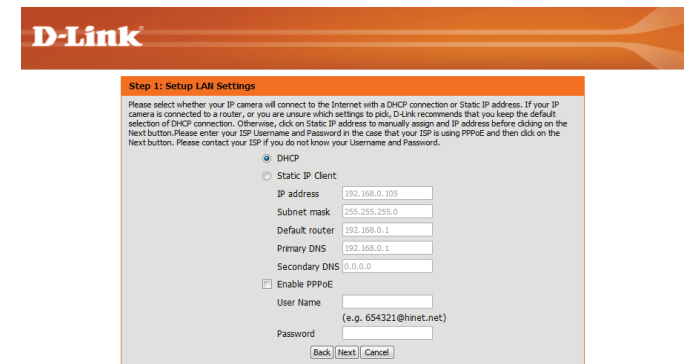 D-Link
Step 1: Setup LAN Settings
Please select whether your IP camera will connect to the Internet with a DHCP connection or Static IP address. If your IP
camera is connected to a router, or you are unsure which settings to pick, D-Link recommends that you keep the default
selection of DHCP connection. Otherwise, click on Static IP address to manually assign and IP address before clicking on the
Next button.Please enter your ISP Username and Password in the case that your ISP is using PPPoE and then click on the
Next button. Please contact your ISP if you do not know your Username and Password.
DHCP
Static IP Client
IP address 192.168.0.105
Subnet mask 255.255.255.0
Default router 192.168.0.1
Primary DNS 192.168.0.1
Secondary DNS 0.0.0.0
Enable PPPoE
User Name
(e.g. 654321@hinet.net)
Password
Back Next Cancel